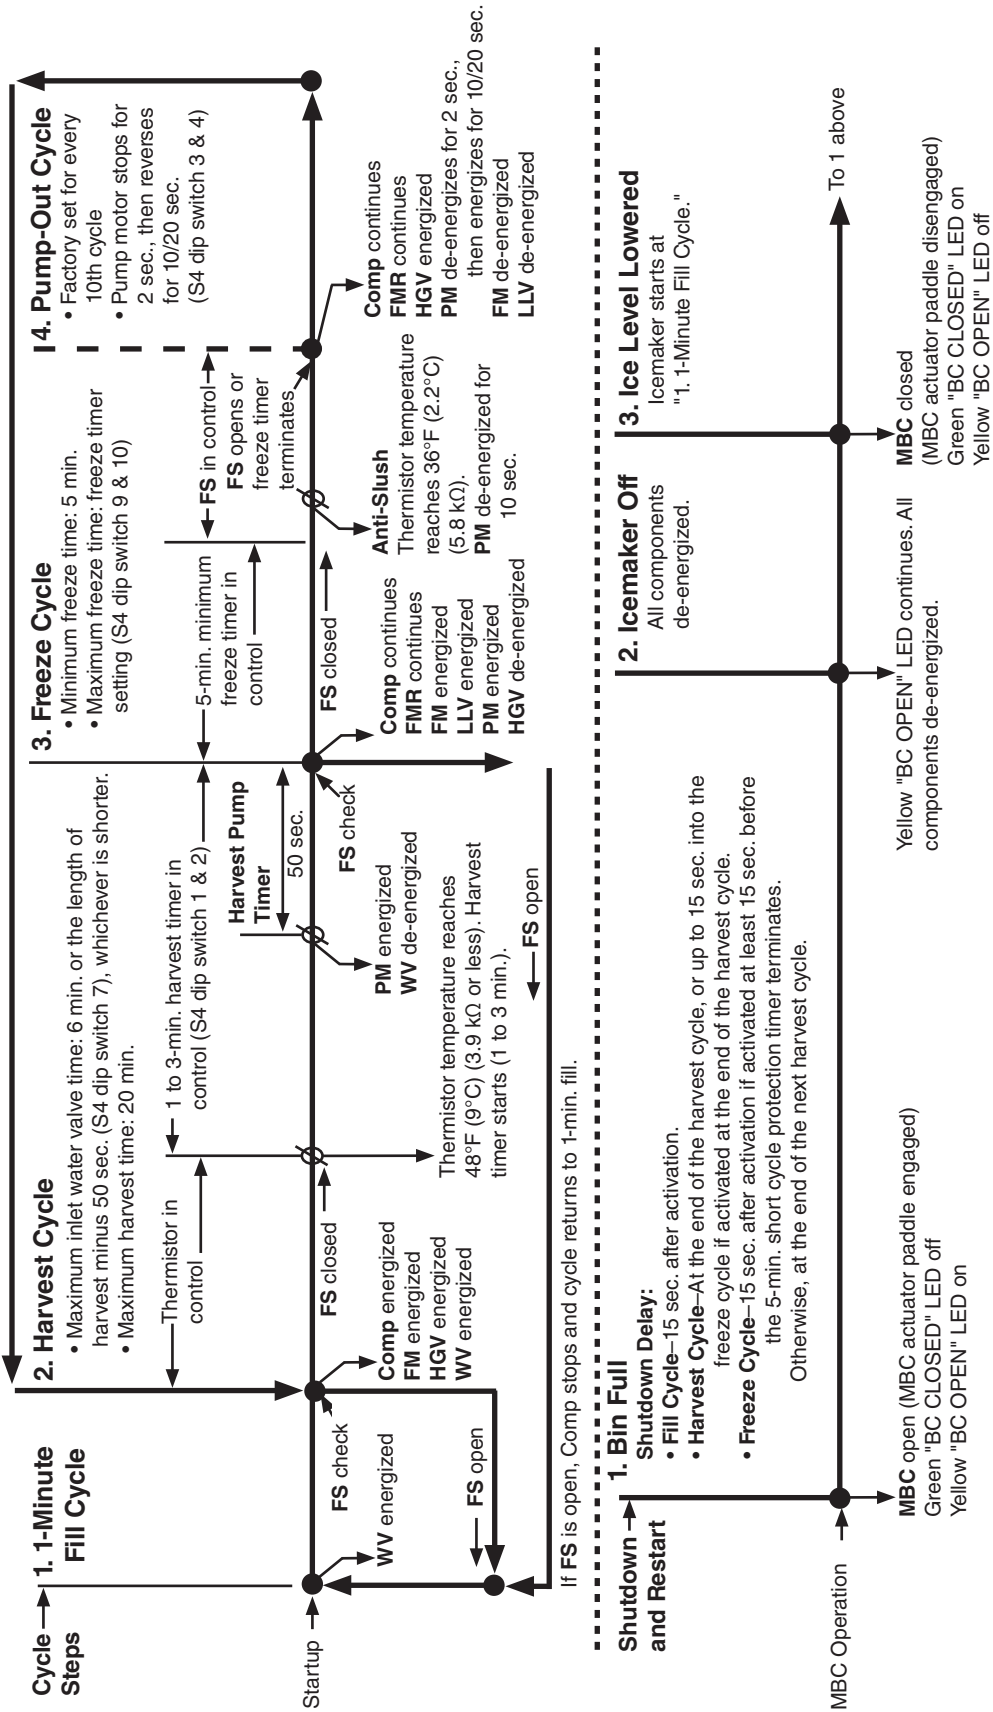 Cycle
Steps
1. 1-Minute
Fill Cycle
2. Harvest Cycle
• Maximum inlet water valve time: 6 min. or the length of
harvest minus 50 sec. (S4 dip switch 7), whichever is shorter.
• Maximum harvest time: 20 min.
3. Freeze Cycle
• Minimum freeze time: 5 min.
• Maximum freeze time: freeze timer
setting (S4 dip switch 9 & 10)
4. Pump-Out Cycle
• Factory set for every
10th cycle
• Pump motor stops for
2 sec., then reverses
for 10/20 sec.
(S4 dip switch 3 & 4)
Thermistor in
control
1 to 3-min. harvest timer in
control (S4 dip switch 1 & 2)
Harvest Pump
Timer
50 sec.
5-min. minimum
freeze timer in
control
FS in control
FS opens or
freeze timer
terminates
Startup
FS check
FS closed
FS check
FS closed
WV energized
Comp energized
FM energized
HGV energized
WV energized
Thermistor temperature reaches
48°F (9°C) (3.9 kΩ or less). Harvest
timer starts (1 to 3 min.).
PM energized
WV de-energized
Comp continues
FMR continues
FM energized
LLV energized
PM energized
HGV de-energized
Anti-Slush
Thermistor temperature
reaches 36°F (2.2°C)
(5.8 kΩ).
PM de-energized for
10 sec.
Comp continues
FMR continues
HGV energized
PM de-energizes for 2 sec.,
then energizes for 10/20 sec.
FM de-energized
LLV de-energized
FS open
FS open
If FS is open, Comp stops and cycle returns to 1-min. fill.
Shutdown
and Restart
1. Bin Full
Shutdown Delay:
• Fill Cycle–15 sec. after activation.
• Harvest Cycle–At the end of the harvest cycle, or up to 15 sec. into the
freeze cycle if activated at the end of the harvest cycle.
• Freeze Cycle–15 sec. after activation if activated at least 15 sec. before
the 5-min. short cycle protection timer terminates.
Otherwise, at the end of the next harvest cycle.
2. Icemaker Off
All components
de-energized.
3. Ice Level Lowered
Icemaker starts at
"1. 1-Minute Fill Cycle."
MBC Operation
To 1 above
MBC open (MBC actuator paddle engaged)
Green "BC CLOSED" LED off
Yellow "BC OPEN" LED on
Yellow "BC OPEN" LED continues. All
components de-energized.
MBC closed
(MBC actuator paddle disengaged)
Green "BC CLOSED" LED on
Yellow "BC OPEN" LED off